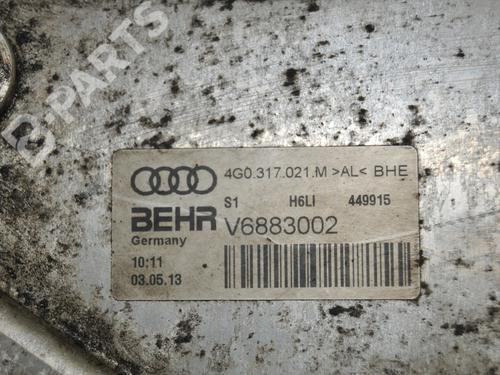 B-PARTS
4G0.317.021.M >AL< BHE
S1 H6LI 449915
BEHR V6883002
Germany
10:11
03.05.13